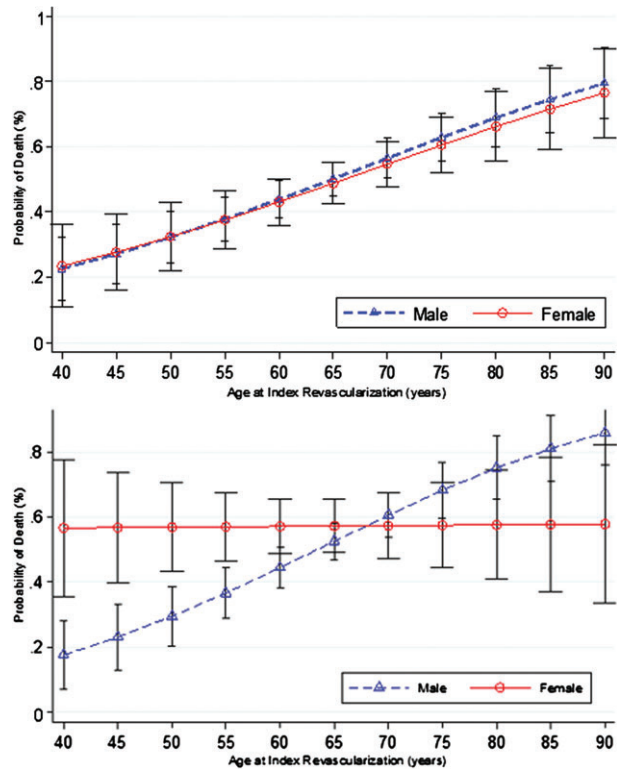 1
.8
.6
.4
.2
0
Probability of Death (%)
Male Female
40 45 50 55 60 65 70 75 80 85 90
Age at Index Revascularization (years)
.8
.6
.4
.2
0
Probability of Death (%)
Male Female
40 45 50 55 60 65 70 75 80 85 90
Age at Index Revascularization (years)